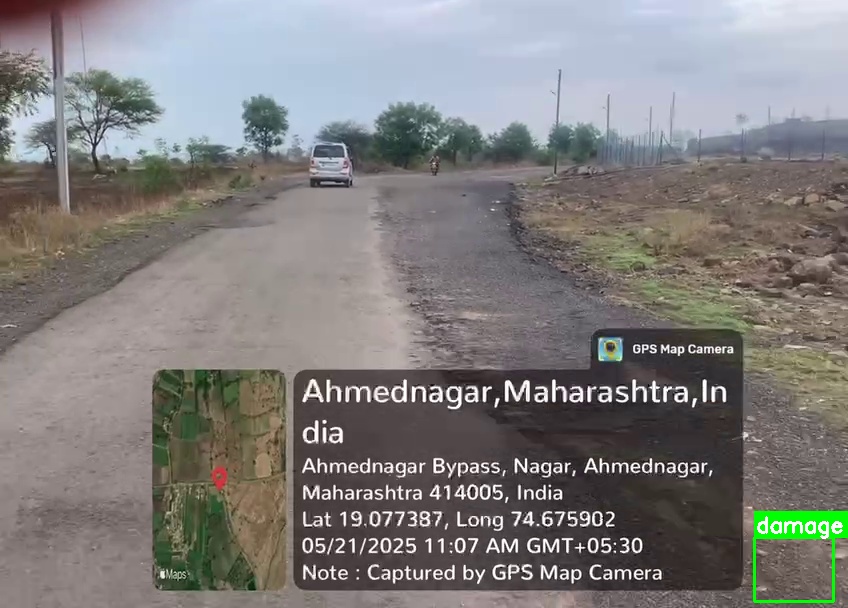 GPS Map Camera
Ahmednagar,Maharashtra,In
dia
Ahmednagar Bypass, Nagar, Ahmednagar,
Maharashtra 414005, India
Lat 19.077387, Long 74.675902
05/21/2025 11:07 AM GMT+05:30
Note : Captured by GPS Map Camera
Maps
damage